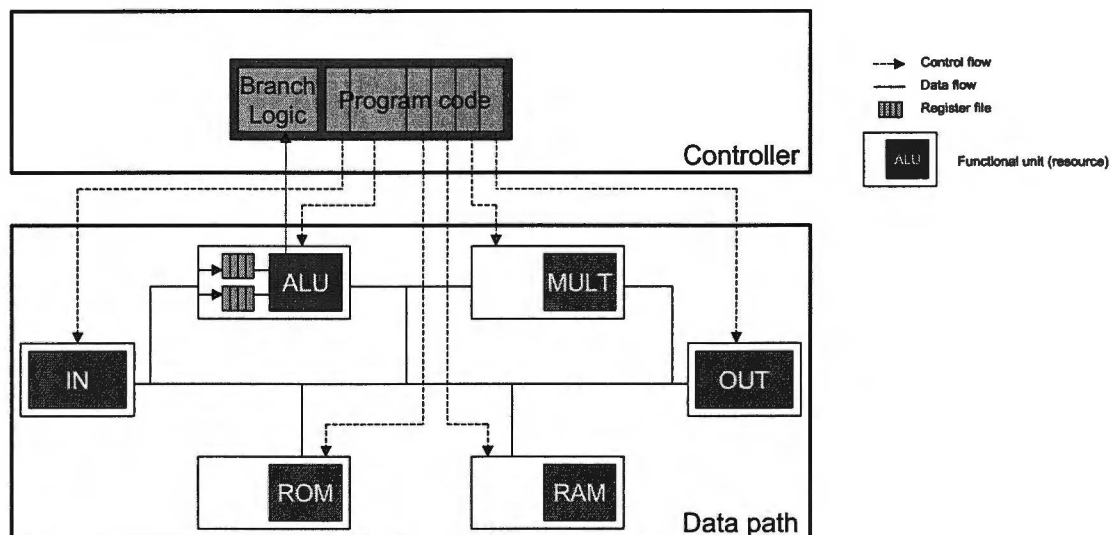 Branch
Logic
Program code
Controller
Control flow
Data flow
Register file
ALU
Functional unit (resource)
ALU
MULT
IN
OUT
ROM
RAM
Data path